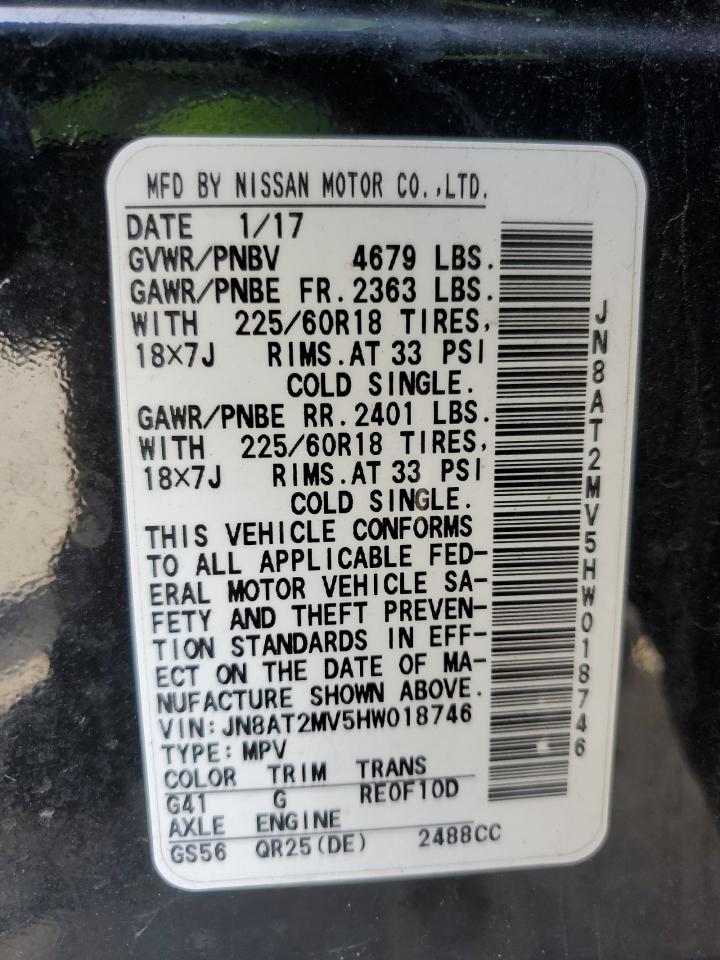 MFD BY NISSAN MOTOR CO.,LTD.
DATE 1/17
GVWR/PNBV 4679 LBS.
GAWR/PNBE FR. 2363 LBS.
WITH 225/60R18 TIRES,
18×7J RIMS. AT 33 PSI
COLD SINGLE.
GAWR/PNBE RR. 2401 LBS.
WITH 225/60R18 TIRES,
18×7J RIMS. AT 33 PSI
COLD SINGLE.
THIS VEHICLE CONFORMS
TO ALL APPLICABLE FED-
ERAL MOTOR VEHICLE SA-
FETY AND THEFT PREVEN-
TION STANDARDS IN EFF-
ECT ON THE DATE OF MA-
NUFACTURE SHOWN ABOVE.
VIN: JN8AT2MV5HW018746
TYPE: MPV
COLOR TRIM TRANS
G41 G RE0F10D
AXLE ENGINE
GS56 QR25(DE) 2488CC
JN8AT2MV5HW018746